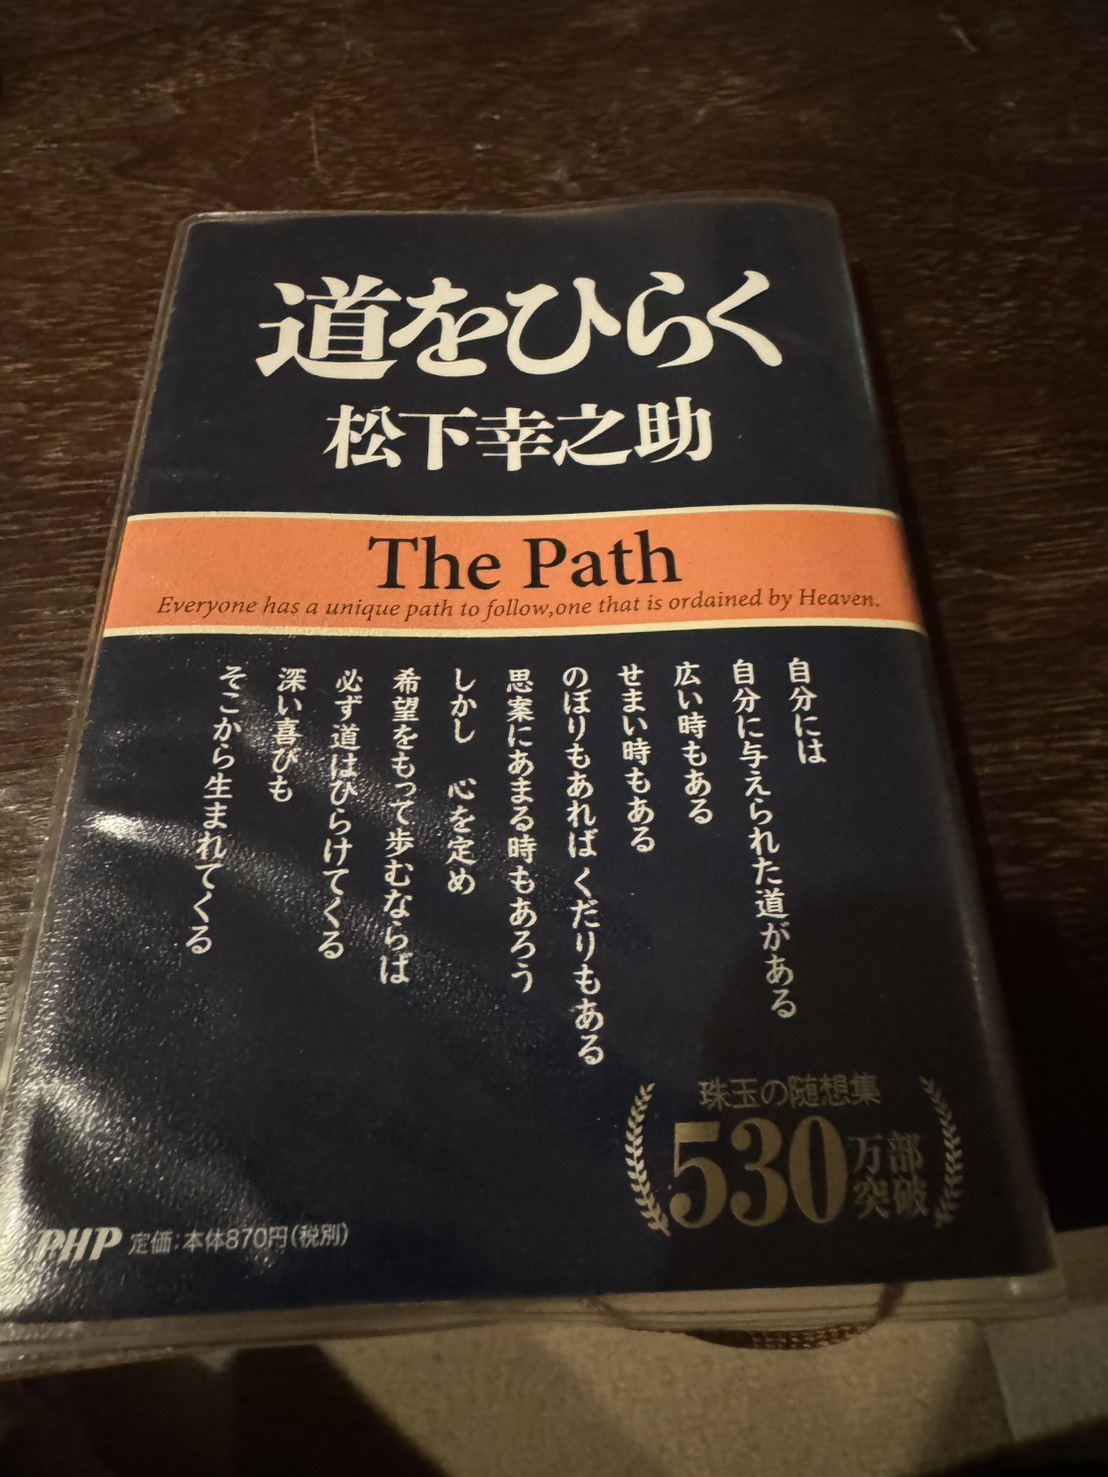 道をひらく
松下幸之助
The Path
Everyone has a unique path to follow,one that is ordained by Heaven.
自分には
自分に与えられた道がある
広い時もある
せまい時もある
のぼりもあれば くだりもある
思案にあまる時もあろう
しかし 心を定め
希望をもって歩むならば
必ず道はひらけてくる
深い喜びも
そこから生まれてくる
珠玉の随想集
530万部突破
PHP 定価:本体870円(税別)